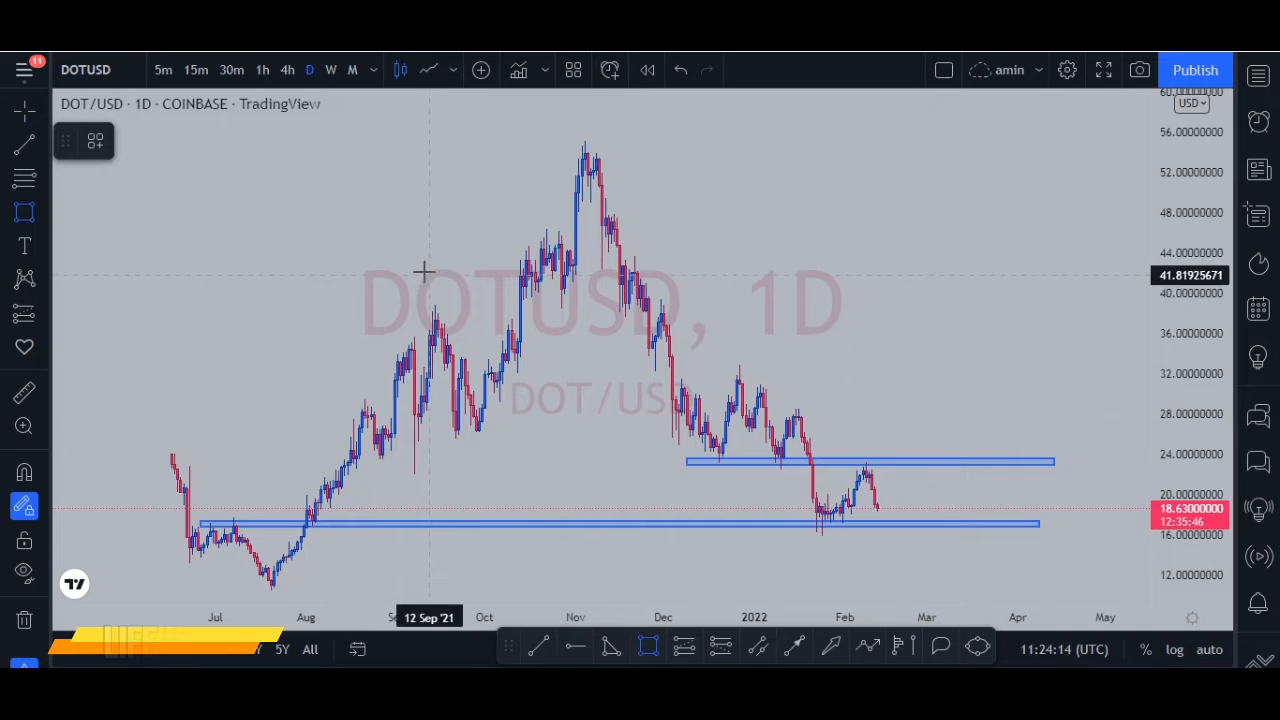 11
DOTUSD 5m 15m 30m 1h 4h D W M amin Publish
DOT/USD · 1D · COINBASE · TradingView
USD
60.00000000
56.00000000
52.00000000
48.00000000
44.00000000
41.81925671
40.00000000
36.00000000
32.00000000
28.00000000
24.00000000
20.00000000
18.63000000
12:35:46
16.00000000
12.00000000
DOTUSD, 1D
DOT/USD
Jul Aug 12 Sep '21 Oct Nov Dec 2022 Feb Mar Apr May
5Y All 11:24:14 (UTC) % log auto